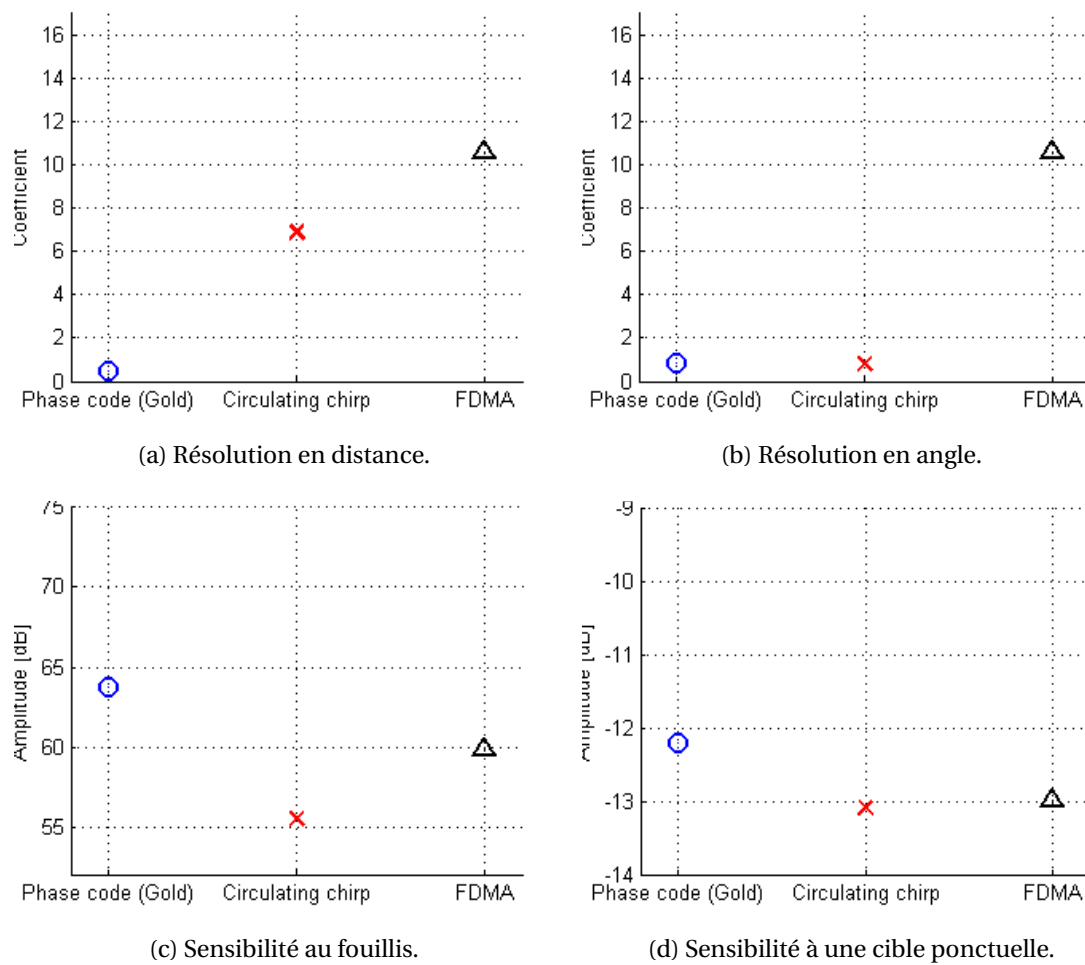 16
14
12
10
8
6
4
2
0
Coefficient
Phase code (Gold) Circulating chirp FDMA
(a) Résolution en distance.
16
14
12
10
8
6
4
2
0
Coefficient
Phase code (Gold) Circulating chirp FDMA
(b) Résolution en angle.
75
70
65
60
55
Amplitude [dB]
Phase code (Gold) Circulating chirp FDMA
(c) Sensibilité au fouillis.
-9
-10
-11
-12
-13
-14
Amplitude [dB]
Phase code (Gold) Circulating chirp FDMA
(d) Sensibilité à une cible ponctuelle.